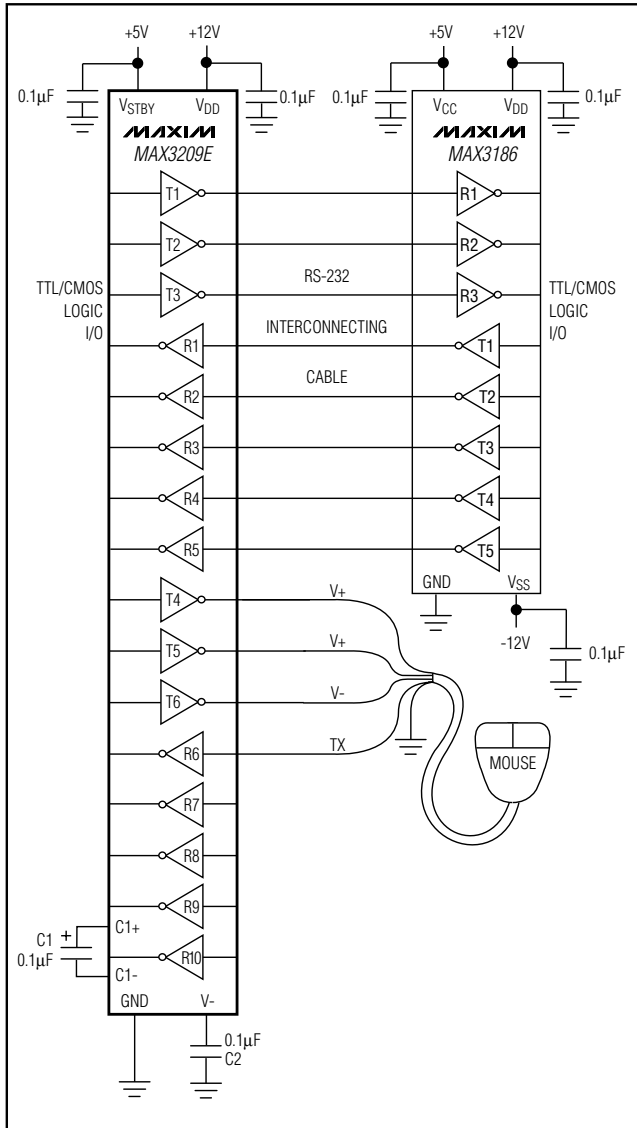 +5V +12V +5V +12V
0.1µF 0.1µF 0.1µF 0.1µF
VSTBY VDD VCC VDD
MAXIM MAXIM
MAX3209E MAX3186
T1 R1
T2 R2
RS-232
TTL/CMOS T3 R3 TTL/CMOS
LOGIC LOGIC
I/O I/O
INTERCONNECTING
R1 T1
CABLE
R2 T2
R3 T3
R4 T4
R5 T5
GND VSS
T4 V+
-12V 0.1µF
T5 V+
T6 V-
R6 TX
MOUSE
R7
R8
R9
C1 + C1+
0.1µF R10
C1-
GND V-
0.1µF
C2